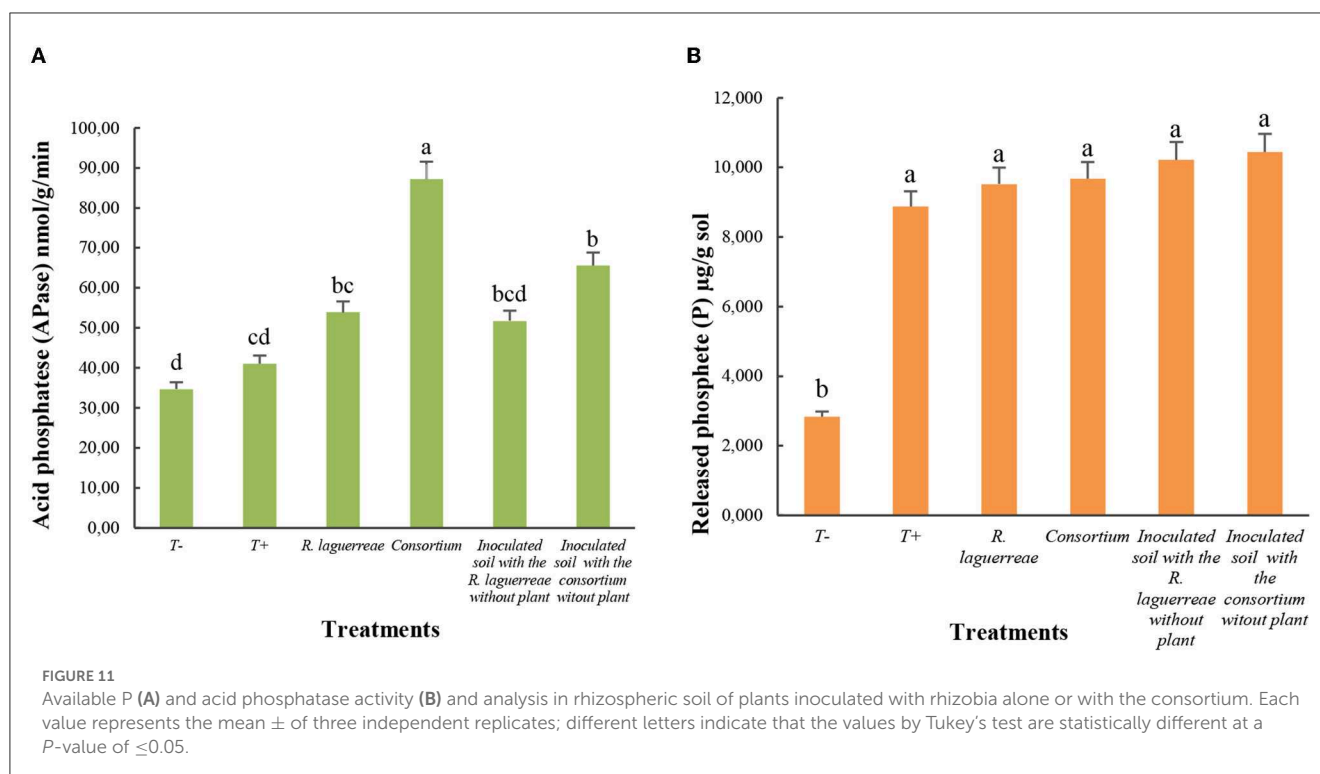 A
Acid phosphatese (APase) nmol/g/min
100,00
90,00
80,00
70,00
60,00
50,00
40,00
30,00
20,00
10,00
0,00
d
cd
bc
a
bcd
b
T-
T+
R. laguerreae
Consortium
Inoculated
soil with the
R. laguerreae
without plant
Inoculated
soil with the
consortium
witout plant
Treatments
B
Released phosphete (P) µg/g sol
12,000
10,000
8,000
6,000
4,000
2,000
0,000
b
a
a
a
a
a
T-
T+
R.
laguerreae
Consortium
Inoculated
soil with the
R.
laguerreae
without
plant
Inoculated
soil with
the
consortium
witout plant
Treatments
FIGURE 11
Available P (A) and acid phosphatase activity (B) and analysis in rhizospheric soil of plants inoculated with rhizobia alone or with the consortium. Each
value represents the mean ± of three independent replicates; different letters indicate that the values by Tukey's test are statistically different at a
P-value of ≤0.05.